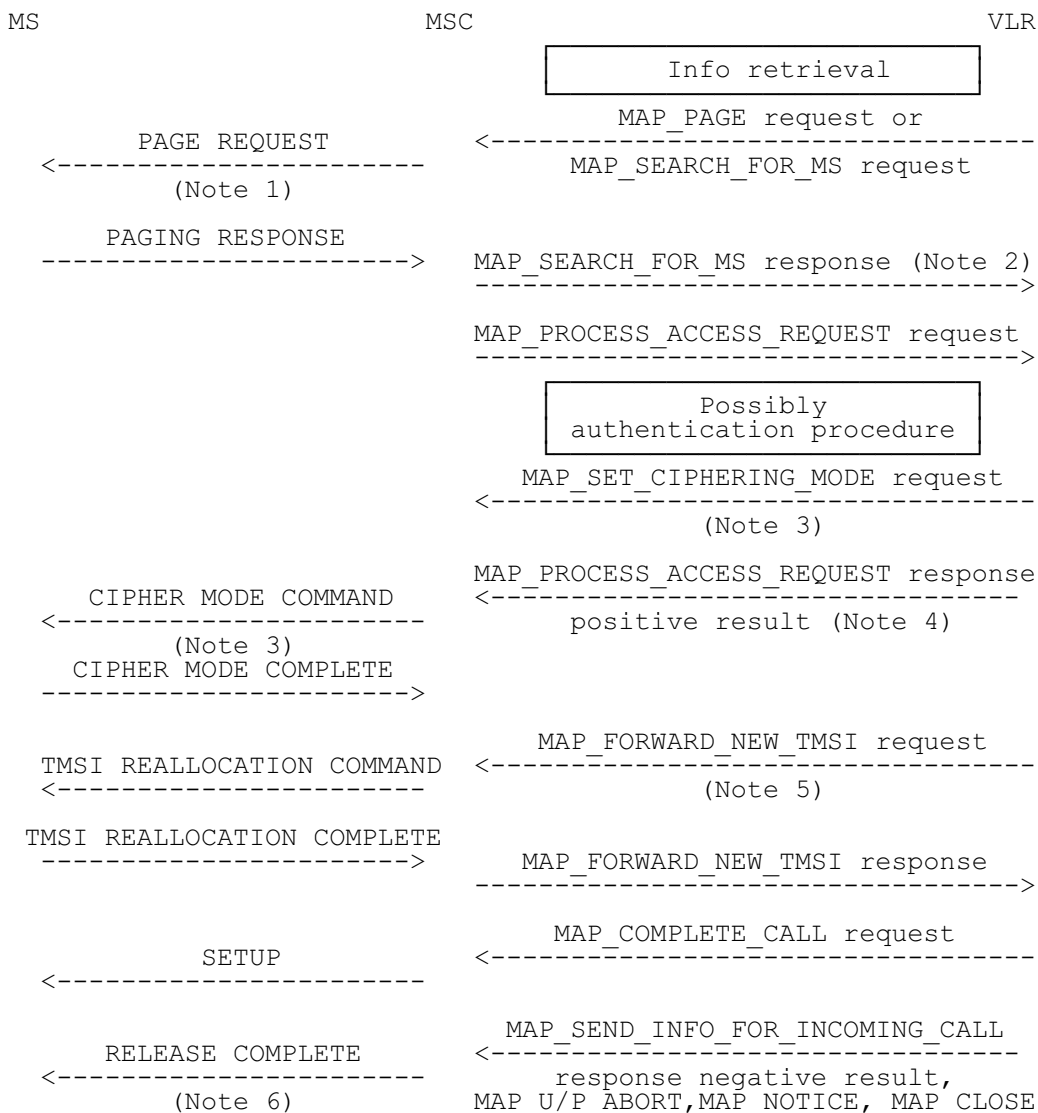 MS MSC VLR
Info retrieval
MAP_PAGE request or
PAGE REQUEST <----------------------------------
<------------------------ MAP_SEARCH_FOR_MS request
(Note 1)
PAGING RESPONSE
-----------------------> MAP_SEARCH_FOR_MS response (Note 2)
---------------------------------->
MAP_PROCESS_ACCESS_REQUEST request
---------------------------------->
Possibly
authentication procedure
MAP_SET_CIPHERING_MODE request
<----------------------------------
(Note 3)
MAP_PROCESS_ACCESS_REQUEST response
CIPHER MODE COMMAND <---------------------------------
<------------------------ positive result (Note 4)
(Note 3)
CIPHER MODE COMPLETE
----------------------->
MAP_FORWARD_NEW_TMSI request
TMSI REALLOCATION COMMAND <----------------------------------
<------------------------ (Note 5)
TMSI REALLOCATION COMPLETE
-----------------------> MAP_FORWARD_NEW_TMSI response
---------------------------------->
MAP_COMPLETE_CALL request
SETUP <----------------------------------
<------------------------
MAP_SEND_INFO_FOR_INCOMING_CALL
RELEASE COMPLETE <---------------------------------
<------------------------ response negative result,
(Note 6) MAP U/P ABORT,MAP NOTICE, MAP CLOSE